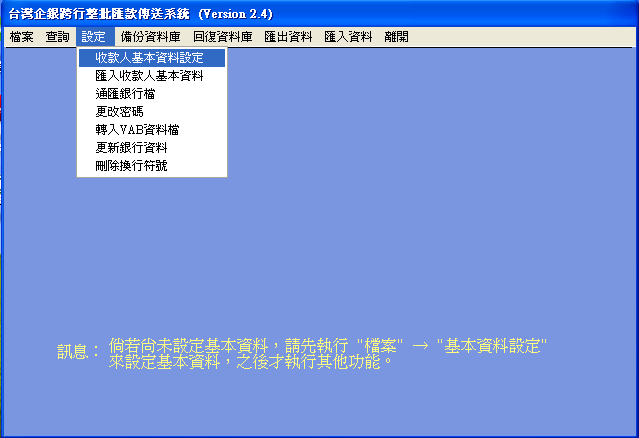 台灣企銀跨行整批匯款傳送系統 (Version 2.4)
檔案 查詢 設定 備份資料庫 回復資料庫 匯出資料 匯入資料 離開
收款人基本資料設定
匯入收款人基本資料
通匯銀行檔
更改密碼
轉入VAB資料檔
更新銀行資料
刪除換行符號
訊息： 倘若尚未設定基本資料，請先執行 "檔案" → "基本資料設定"
來設定基本資料，之後才執行其他功能。